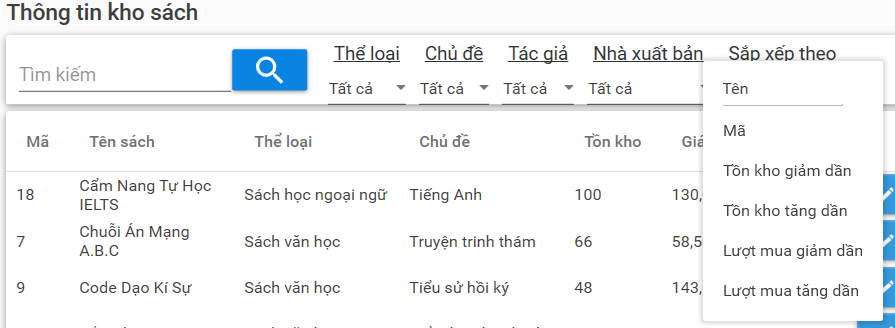 Thông tin kho sách
Thể loại Chủ đề Tác giả Nhà xuất bản Sắp xếp theo
Tìm kiếm
Tất cả Tất cả Tất cả Tất cả Tên
Mã
Tồn kho giảm dần
Tồn kho tăng dần
Lượt mua giảm dần
Lượt mua tăng dần
Mã Tên sách Thể loại Chủ đề Tồn kho
18 Cẩm Nang Tự Học
IELTS Sách học ngoại ngữ Tiếng Anh 100 130,
7 Chuỗi Án Mạng
A.B.C Sách văn học Truyện trinh thám 66 58,5
9 Code Dạo Kí Sự Sách văn học Tiểu sử hồi ký 48 143,